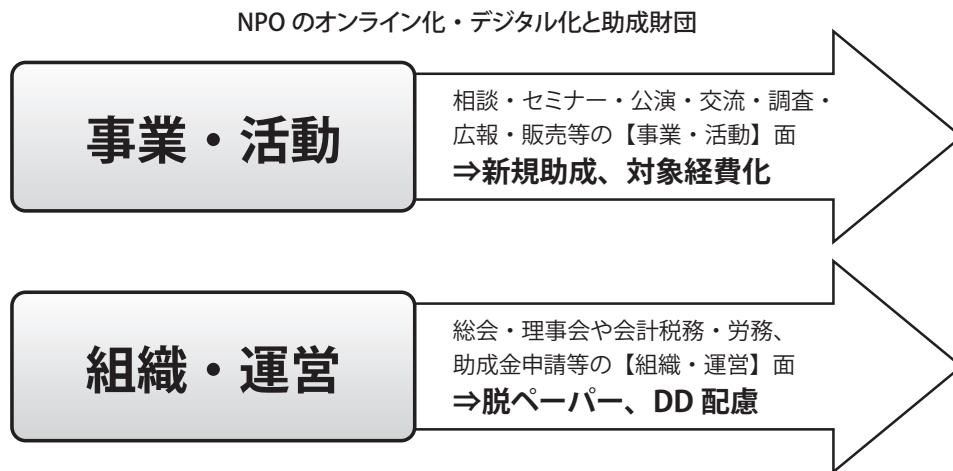 NPO のオンライン化・デジタル化と助成財団
事業・活動
相談・セミナー・公演・交流・調査・
広報・販売等の【事業・活動】面
⇒新規助成、対象経費化
組織・運営
総会・理事会や会計税務・労務、
助成金申請等の【組織・運営】面
⇒脱ペーパー、DD 配慮